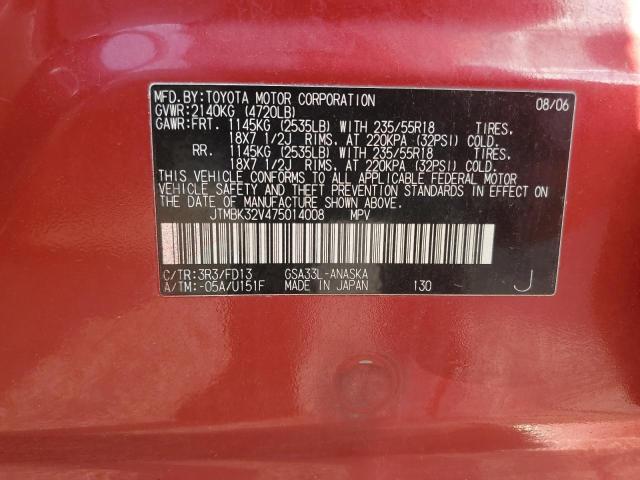 MFD.BY:TOYOTA MOTOR CORPORATION 08/06
GVWR:2140KG (4720LB)
GAWR:FRT. 1145KG (2535LB) WITH 235/55R18 TIRES,
18X7 1/2J RIMS, AT 220KPA (32PSI) COLD.
RR. 1145KG (2535LB) WITH 235/55R18 TIRES,
18X7 1/2J RIMS, AT 220KPA (32PSI) COLD.
THIS VEHICLE CONFORMS TO ALL APPLICABLE FEDERAL MOTOR
VEHICLE SAFETY AND THEFT PREVENTION STANDARDS IN EFFECT ON
THE DATE OF MANUFACTURE SHOWN ABOVE.
JTMBK32V475014008 MPV
C/TR:3R3/FD13 GSA33L-ANASKA
A/TM:-05A/U151F MADE IN JAPAN 130 J